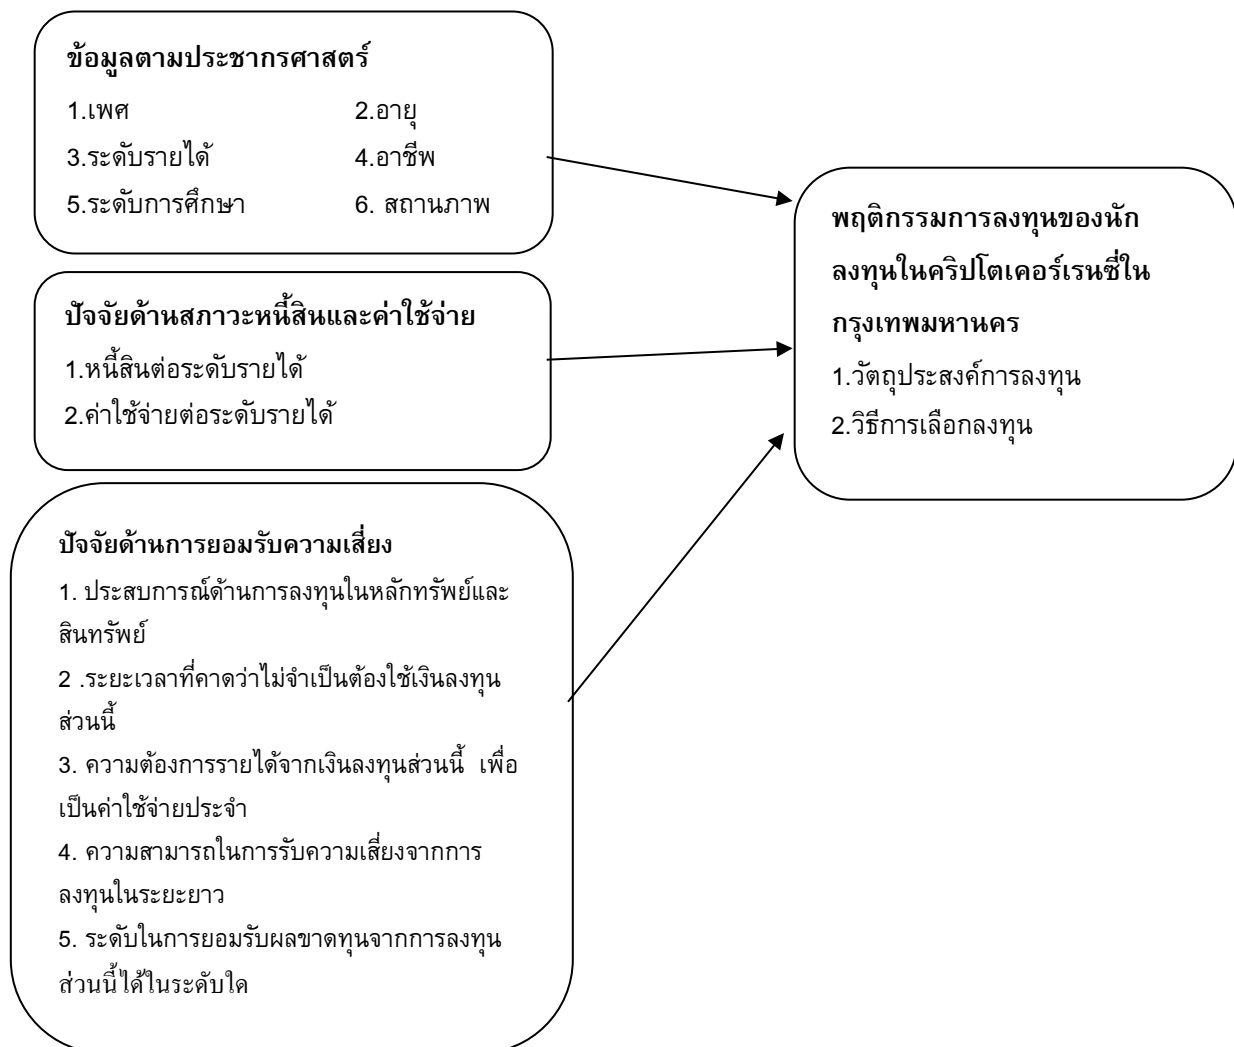 ข้อมูลตามประชากรศาสตร์
1.เพศ 2.อายุ
3.ระดับรายได้ 4.อาชีพ
5.ระดับการศึกษา 6. สถานภาพ
ปัจจัยด้านสภาวะหนี้สินและค่าใช้จ่าย
1.หนี้สินต่อระดับรายได้
2.ค่าใช้จ่ายต่อระดับรายได้
ปัจจัยด้านการยอมรับความเสี่ยง
1. ประสบการณ์ด้านการลงทุนในหลักทรัพย์และ
สินทรัพย์
2 .ระยะเวลาที่คาดว่าไม่จำเป็นต้องใช้เงินลงทุน
ส่วนนี้
3. ความต้องการรายได้จากเงินลงทุนส่วนนี้ เพื่อ
เป็นค่าใช้จ่ายประจำ
4. ความสามารถในการรับความเสี่ยงจากการ
ลงทุนในระยะยาว
5. ระดับในการยอมรับผลขาดทุนจากการลงทุน
ส่วนนี้ได้ในระดับใด
พฤติกรรมการลงทุนของนัก
ลงทุนในคริปโตเคอร์เรนซี่ใน
กรุงเทพมหานคร
1.วัตถุประสงค์การลงทุน
2.วิธีการเลือกลงทุน